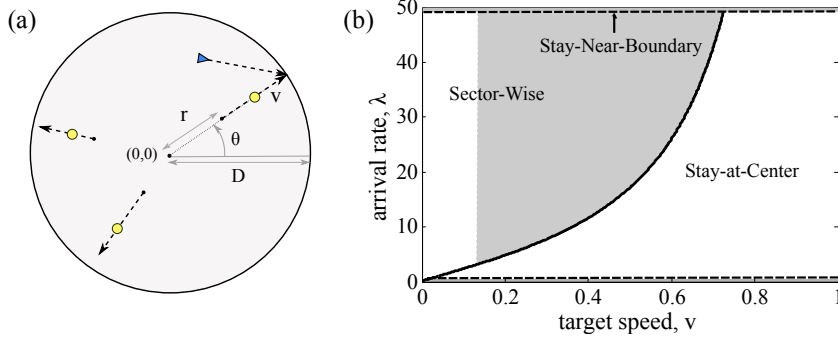 (a)
v
r
θ
(0,0)
D
(b)
50
40
30
20
10
0
arrival rate, λ
Stay-Near-Boundary
Sector-Wise
Stay-at-Center
0
0.2
0.4
0.6
0.8
1
target speed, v